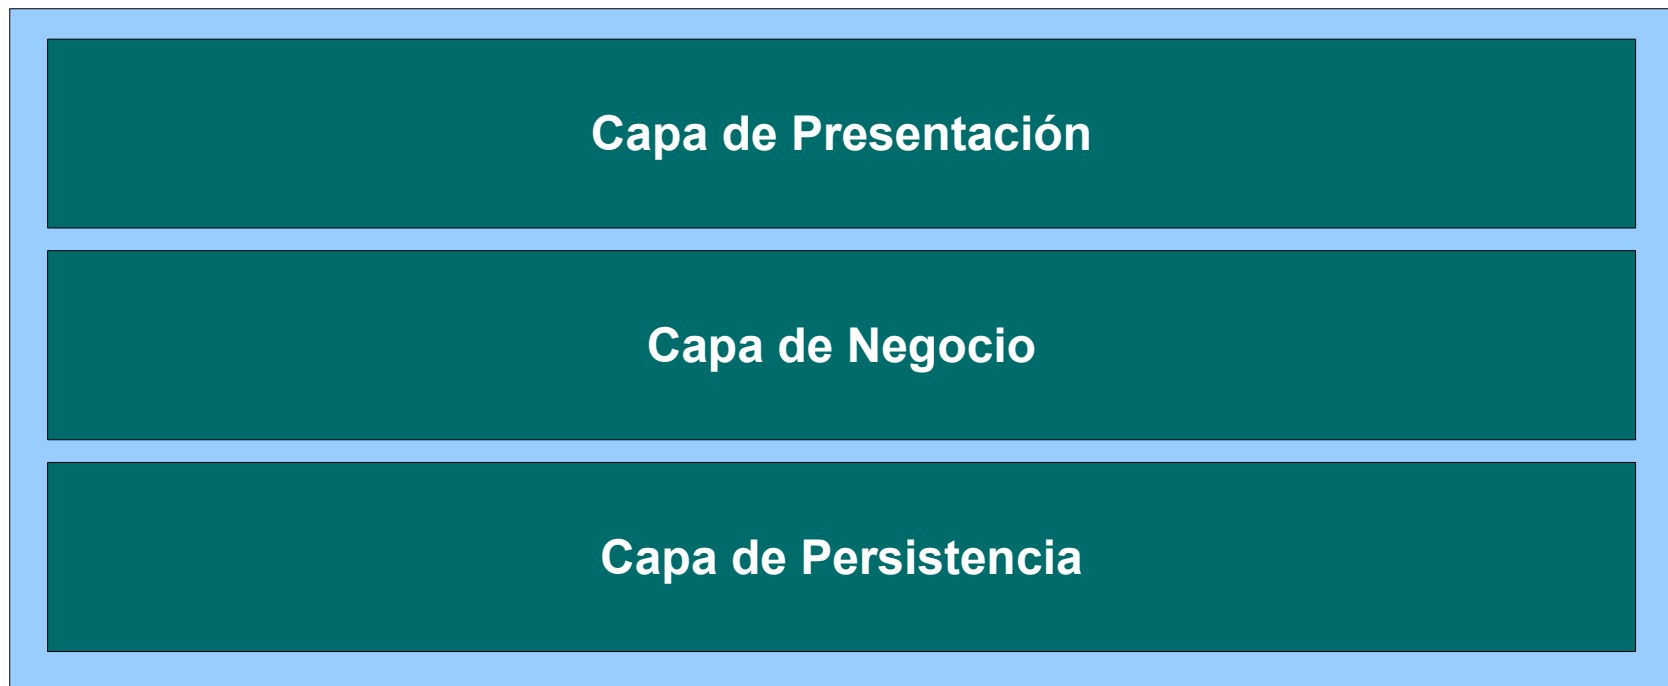 Capa de Presentación
Capa de Negocio
Capa de Persistencia